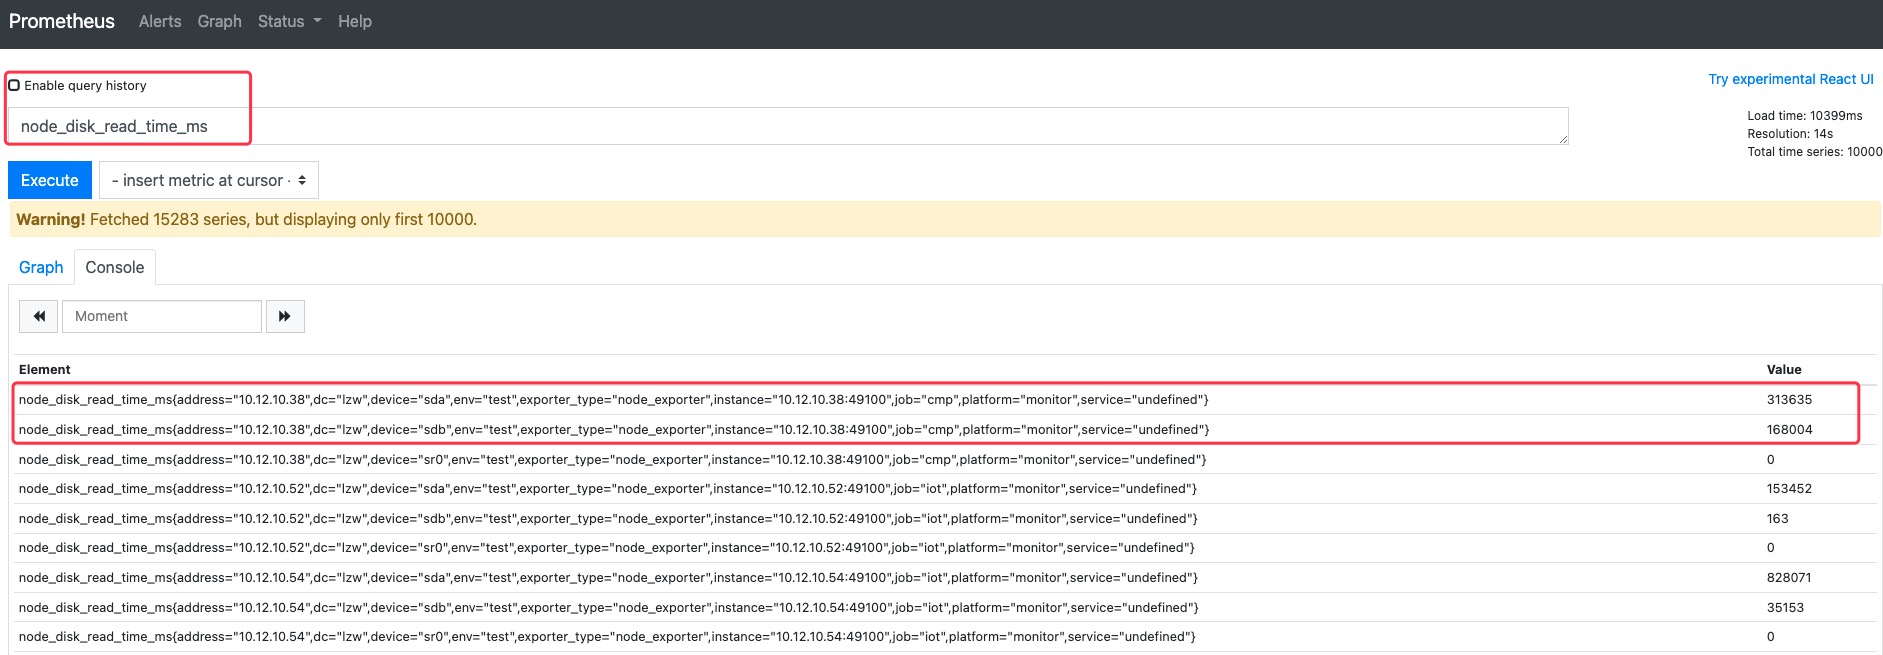 Prometheus Alerts Graph Status Help
Enable query history
Try experimental React UI
node_disk_read_time_ms
Load time: 10399ms
Resolution: 14s
Total time series: 10000
Execute - insert metric at cursor -
Warning! Fetched 15283 series, but displaying only first 10000.
Graph Console
Moment
Element Value
node_disk_read_time_ms{address="10.12.10.38",dc="lzw",device="sda",env="test",exporter_type="node_exporter",instance="10.12.10.38:49100",job="cmp",platform="monitor",service="undefined"} 313635
node_disk_read_time_ms{address="10.12.10.38",dc="lzw",device="sdb",env="test",exporter_type="node_exporter",instance="10.12.10.38:49100",job="cmp",platform="monitor",service="undefined"} 168004
node_disk_read_time_ms{address="10.12.10.38",dc="lzw",device="sr0",env="test",exporter_type="node_exporter",instance="10.12.10.38:49100",job="cmp",platform="monitor",service="undefined"} 0
node_disk_read_time_ms{address="10.12.10.52",dc="lzw",device="sda",env="test",exporter_type="node_exporter",instance="10.12.10.52:49100",job="iot",platform="monitor",service="undefined"} 153452
node_disk_read_time_ms{address="10.12.10.52",dc="lzw",device="sdb",env="test",exporter_type="node_exporter",instance="10.12.10.52:49100",job="iot",platform="monitor",service="undefined"} 163
node_disk_read_time_ms{address="10.12.10.52",dc="lzw",device="sr0",env="test",exporter_type="node_exporter",instance="10.12.10.52:49100",job="iot",platform="monitor",service="undefined"} 0
node_disk_read_time_ms{address="10.12.10.54",dc="lzw",device="sda",env="test",exporter_type="node_exporter",instance="10.12.10.54:49100",job="iot",platform="monitor",service="undefined"} 828071
node_disk_read_time_ms{address="10.12.10.54",dc="lzw",device="sdb",env="test",exporter_type="node_exporter",instance="10.12.10.54:49100",job="iot",platform="monitor",service="undefined"} 35153
node_disk_read_time_ms{address="10.12.10.54",dc="lzw",device="sr0",env="test",exporter_type="node_exporter",instance="10.12.10.54:49100",job="iot",platform="monitor",service="undefined"} 0